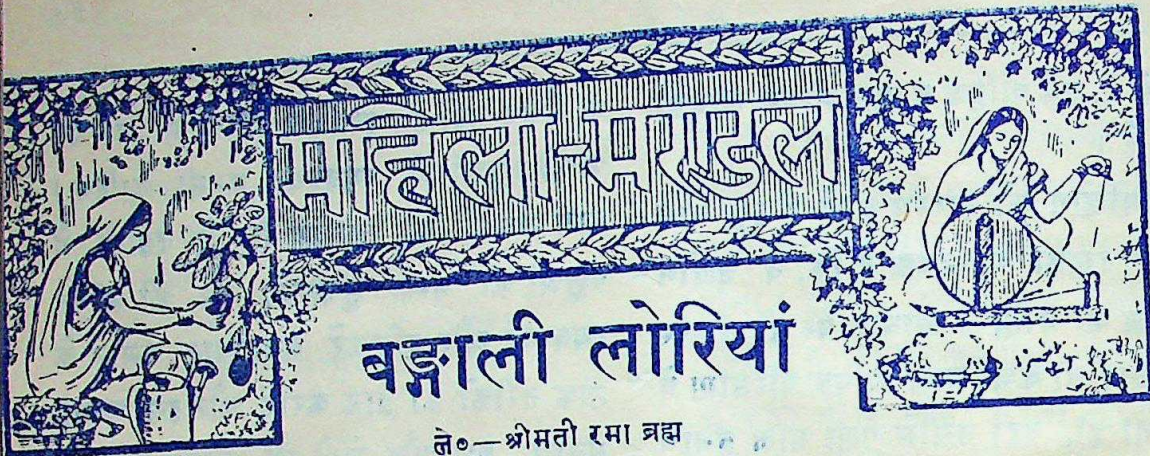 महिला-मण्डल
बङ्गाली लोरियां
ले०—श्रीमती रमा ब्रह्म